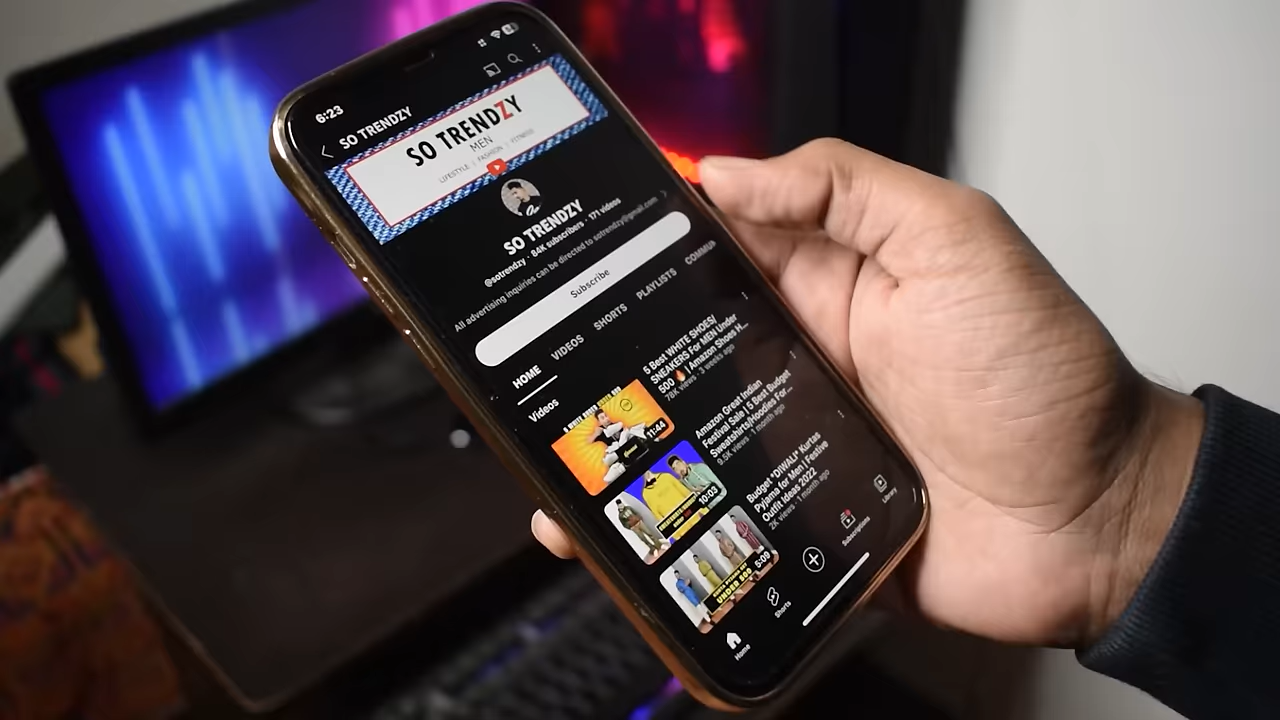 6:23
SO TRENDZY
SO TRENDZY
MEN
LIFESTYLE | FASHION | FITNESS
SO TRENDZY
@sotrendzy · 84K subscribers · 171 videos
All advertising inquiries can be directed to sotrendzy@gmail.com
Subscribe
HOME VIDEOS SHORTS PLAYLISTS COMMUN
Videos
11:44
5 Best WHITE SHOES/
SNEAKERS For MEN Under
500 🔥 | Amazon Shoes H...
78K views · 3 weeks ago
10:03
Amazon Great Indian
Festival Sale | 5 Best Budget
Sweatshirts/Hoodies For...
9.5K views · 1 month ago
UNDER 500
5:09
Budget *DIWALI* Kurtas
Pyjama for Men | Festive
Outfit Ideas 2022
2K views · 1 month ago
Home
Shorts
Subscriptions
Library